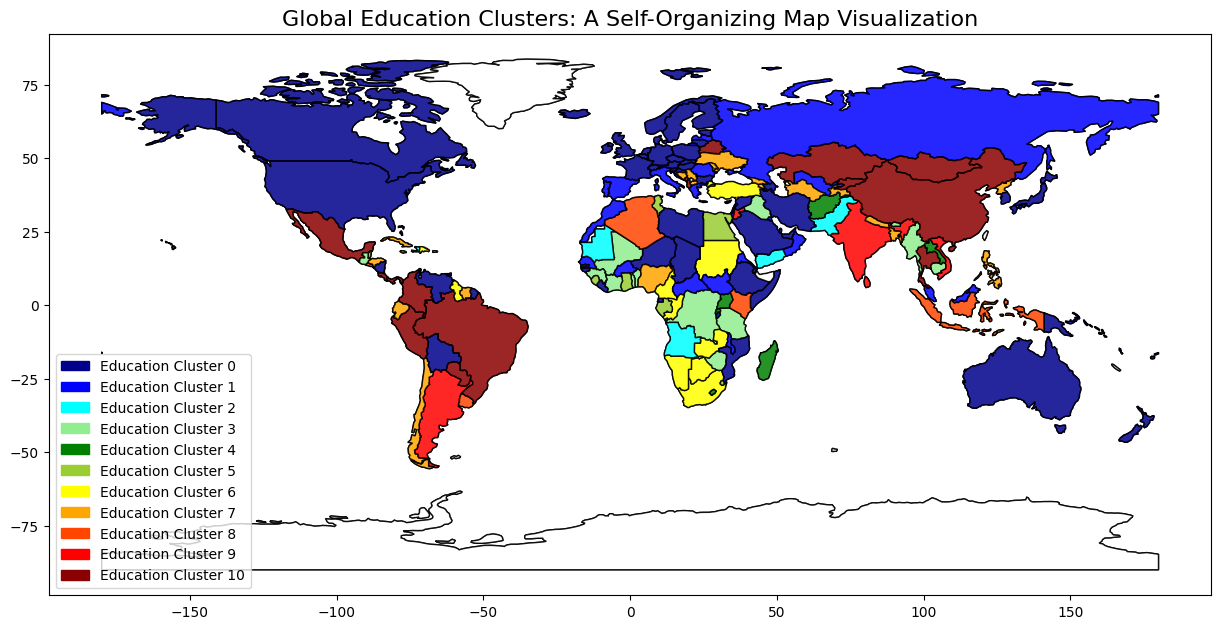 Global Education Clusters: A Self-Organizing Map Visualization
75
50
25
0
−25
−50
−75
Education Cluster 0
Education Cluster 1
Education Cluster 2
Education Cluster 3
Education Cluster 4
Education Cluster 5
Education Cluster 6
Education Cluster 7
Education Cluster 8
Education Cluster 9
Education Cluster 10
−150
−100
−50
0
50
100
150